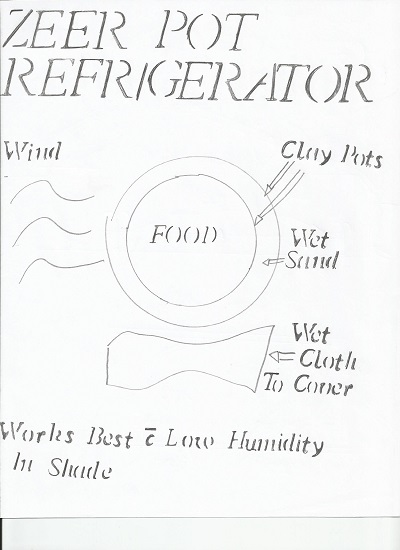 ZEER POT
REFRIGERATOR
Wind
Clay Pots
FOOD
Wet
Sand
Wet
Cloth
To Cover
Works Best c̄ Low Humidity
In Shade